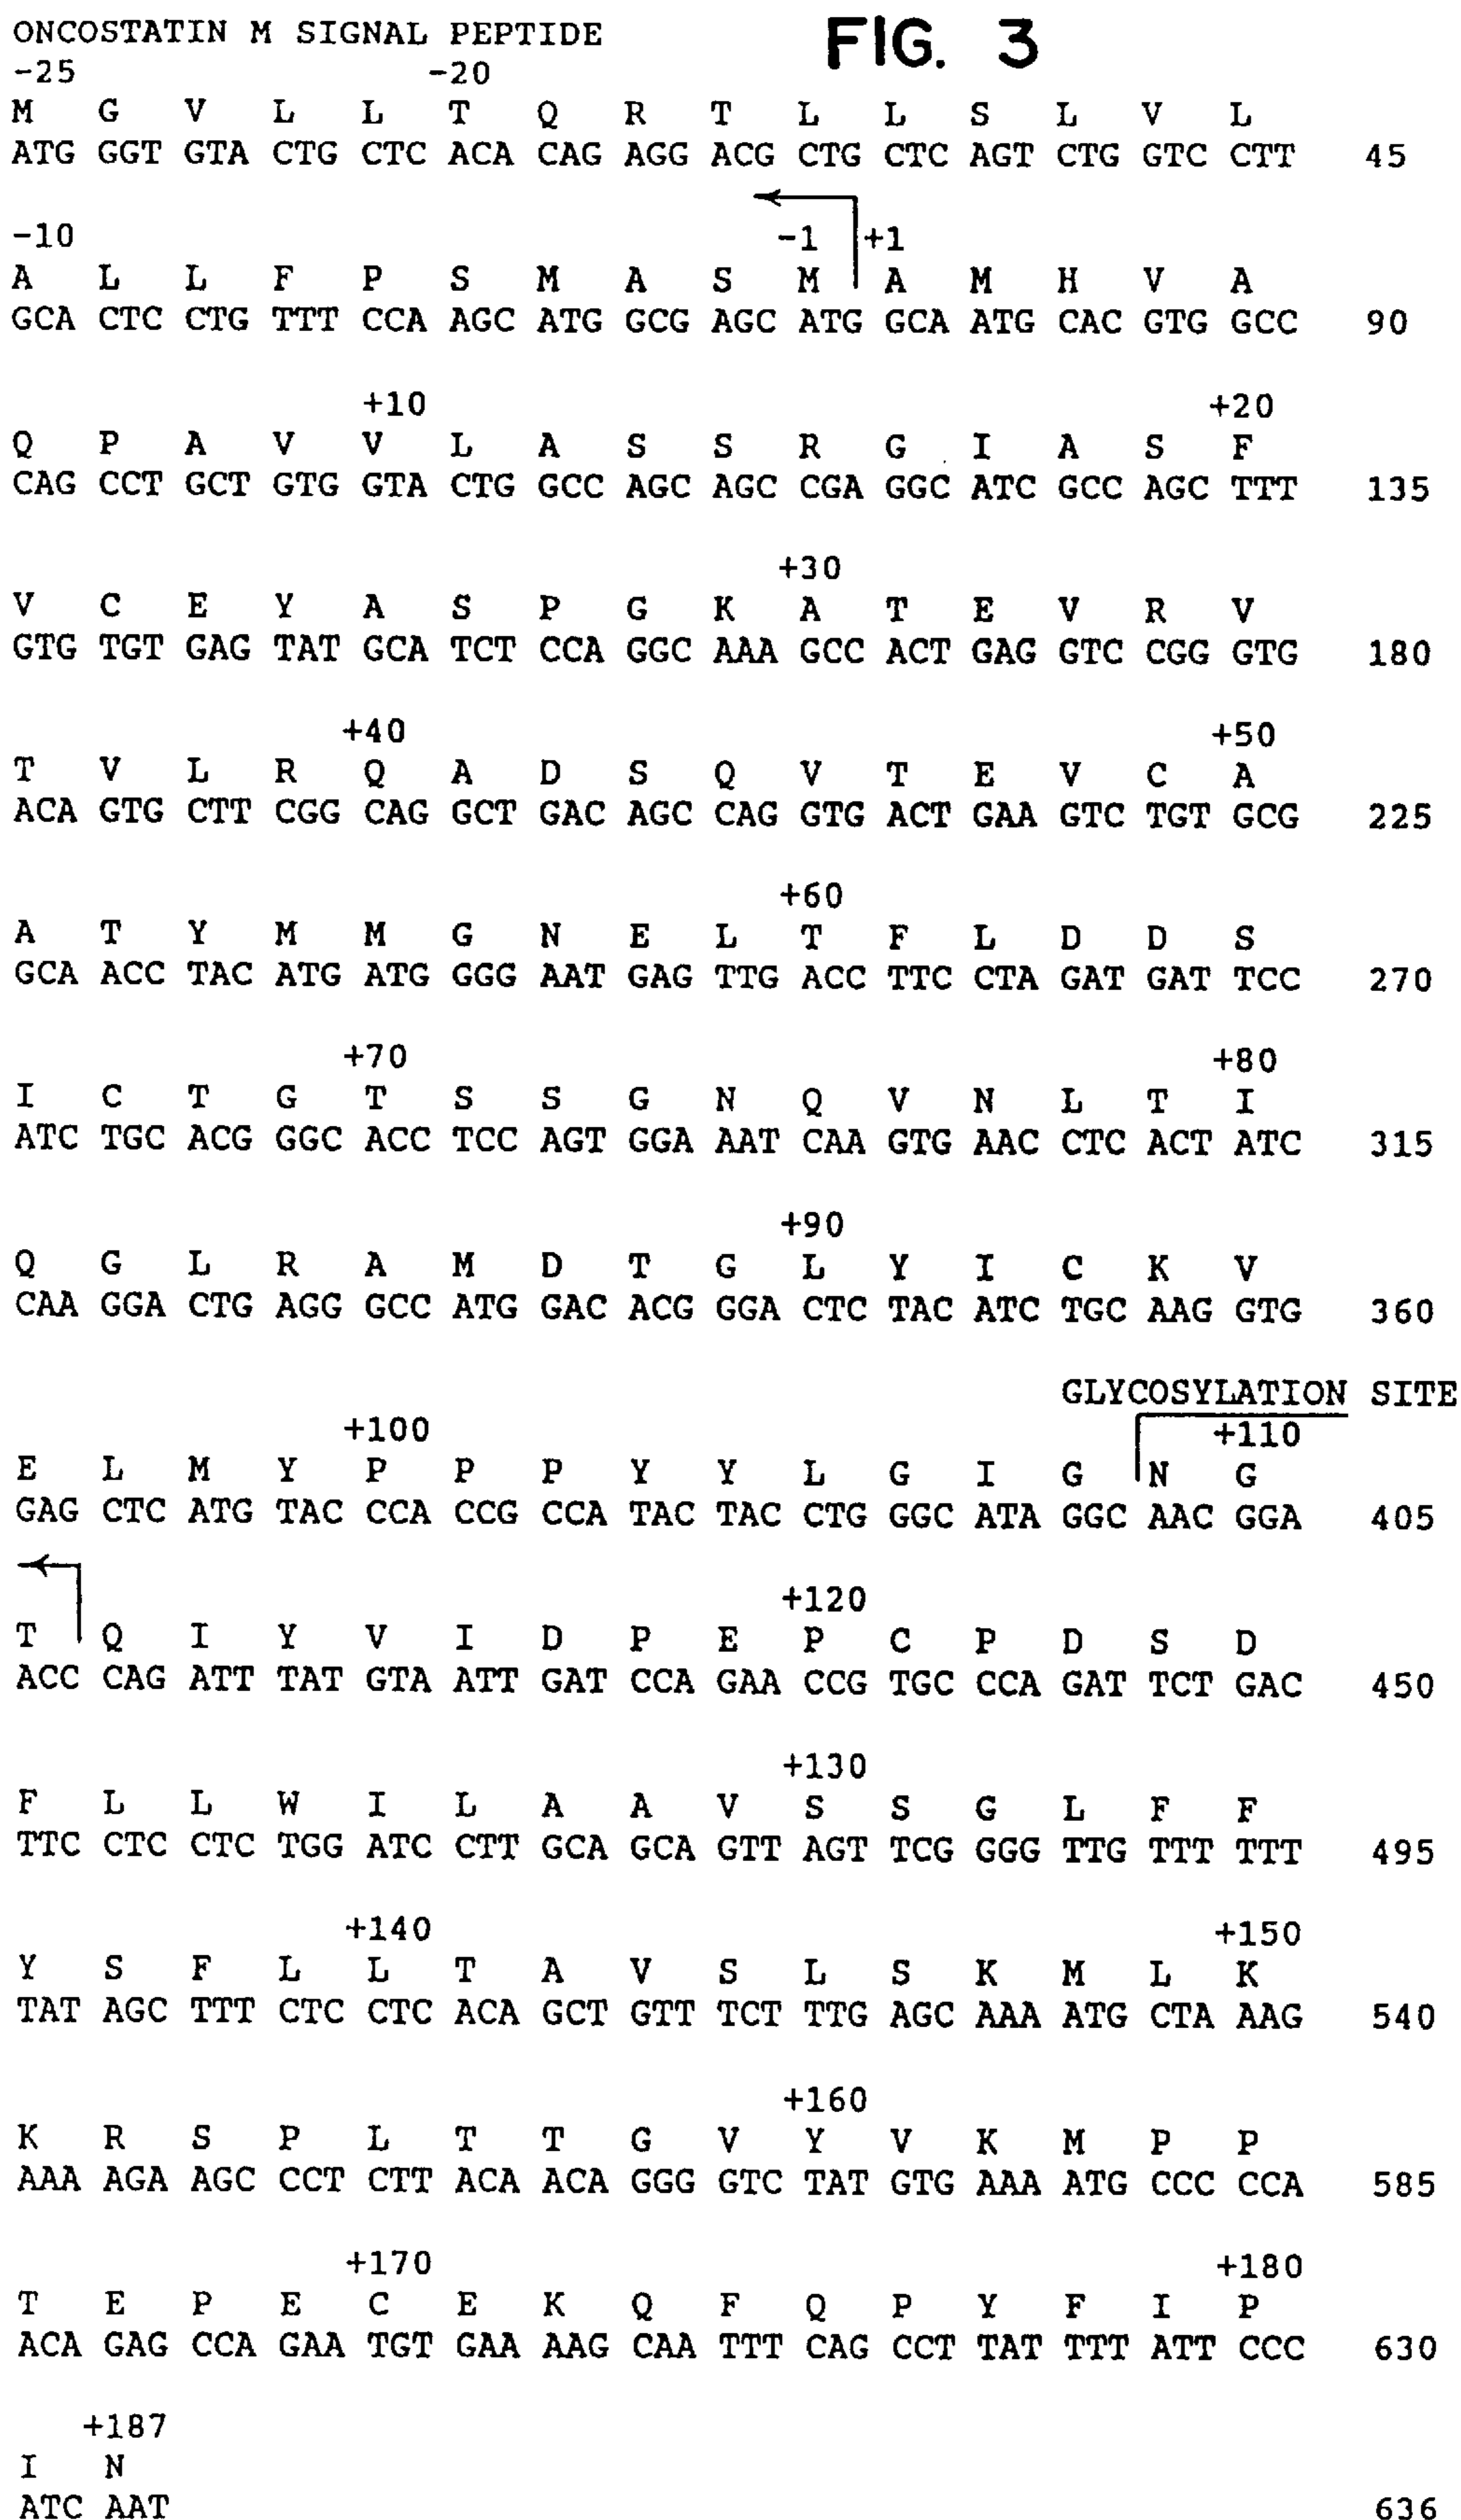 ONCOSTATIN M SIGNAL PEPTIDE FIG. 3
-25 -20
M G V L L T Q R T L L S L V L
ATG GGT GTA CTG CTC ACA CAG AGG ACG CTG CTC AGT CTG GTC CTT 45
-10 -1 +1
A L L F P S M A S M A M H V A
GCA CTC CTG TTT CCA AGC ATG GCG AGC ATG GCA ATG CAC GTG GCC 90
+10 +20
Q P A V V L A S S R G I A S F
CAG CCT GCT GTG GTA CTG GCC AGC AGC CGA GGC ATC GCC AGC TTT 135
+30
V C E Y A S P G K A T E V R V
GTG TGT GAG TAT GCA TCT CCA GGC AAA GCC ACT GAG GTC CGG GTG 180
+40 +50
T V L R Q A D S Q V T E V C A
ACA GTG CTT CGG CAG GCT GAC AGC CAG GTG ACT GAA GTC TGT GCG 225
+60
A T Y M M G N E L T F L D D S
GCA ACC TAC ATG ATG GGG AAT GAG TTG ACC TTC CTA GAT GAT TCC 270
+70 +80
I C T G T S S G N Q V N L T I
ATC TGC ACG GGC ACC TCC AGT GGA AAT CAA GTG AAC CTC ACT ATC 315
+90
Q G L R A M D T G L Y I C K V
CAA GGA CTG AGG GCC ATG GAC ACG GGA CTC TAC ATC TGC AAG GTG 360
GLYCOSYLATION SITE
+100 +110
E L M Y P P P Y Y L G I G N G
GAG CTC ATG TAC CCA CCG CCA TAC TAC CTG GGC ATA GGC AAC GGA 405
+120
T Q I Y V I D P E P C P D S D
ACC CAG ATT TAT GTA ATT GAT CCA GAA CCG TGC CCA GAT TCT GAC 450
+130
F L L W I L A A V S S G L F F
TTC CTC CTC TGG ATC CTT GCA GCA GTT AGT TCG GGG TTG TTT TTT 495
+140 +150
Y S F L L T A V S L S K M L K
TAT AGC TTT CTC CTC ACA GCT GTT TCT TTG AGC AAA ATG CTA AAG 540
+160
K R S P L T T G V Y V K M P P
AAA AGA AGC CCT CTT ACA ACA GGG GTC TAT GTG AAA ATG CCC CCA 585
+170 +180
T E P E C E K Q F Q P Y F I P
ACA GAG CCA GAA TGT GAA AAG CAA TTT CAG CCT TAT TTT ATT CCC 630
+187
I N
ATC AAT 636